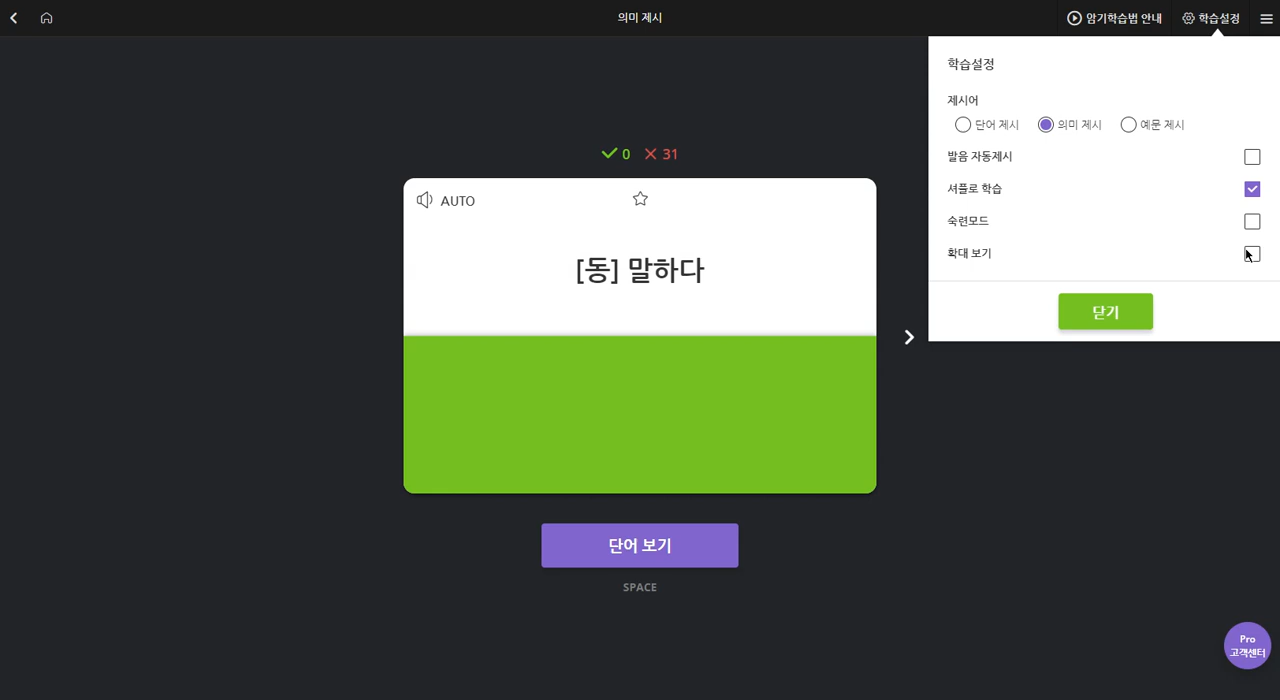 의미 제시
암기학습법 안내
학습설정
학습설정
제시어
단어 제시 의미 제시 예문 제시
발음 자동제시
셔플로 학습
숙련모드
확대 보기
닫기
0 31
AUTO
[동] 말하다
단어 보기
SPACE
Pro
고객센터